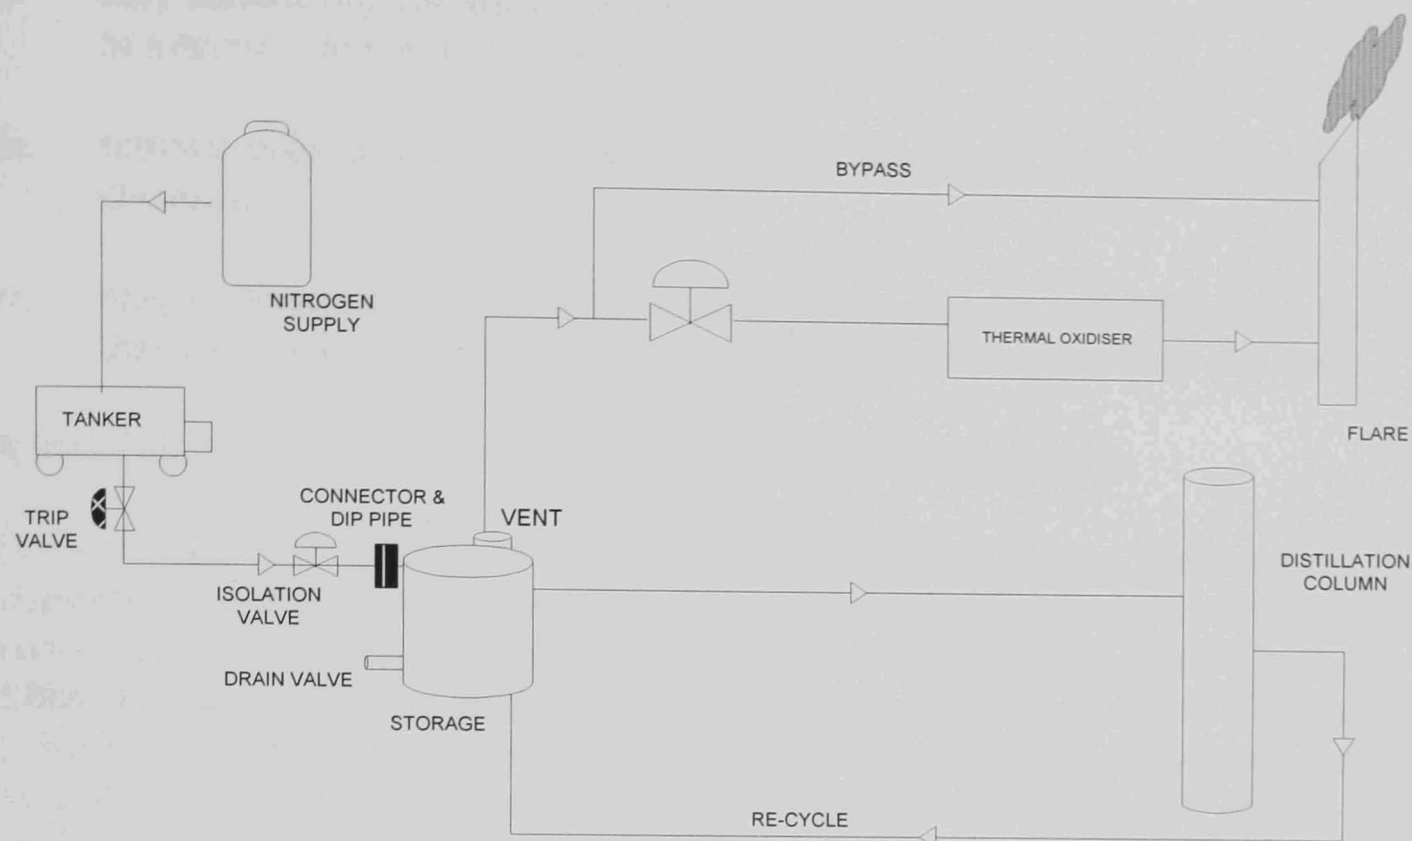 BYPASS
NITROGEN
SUPPLY
THERMAL OXIDISER
TANKER
FLARE
CONNECTOR &
DIP PIPE
VENT
TRIP
VALVE
DISTILLATION
COLUMN
ISOLATION
VALVE
DRAIN VALVE
STORAGE
RE-CYCLE